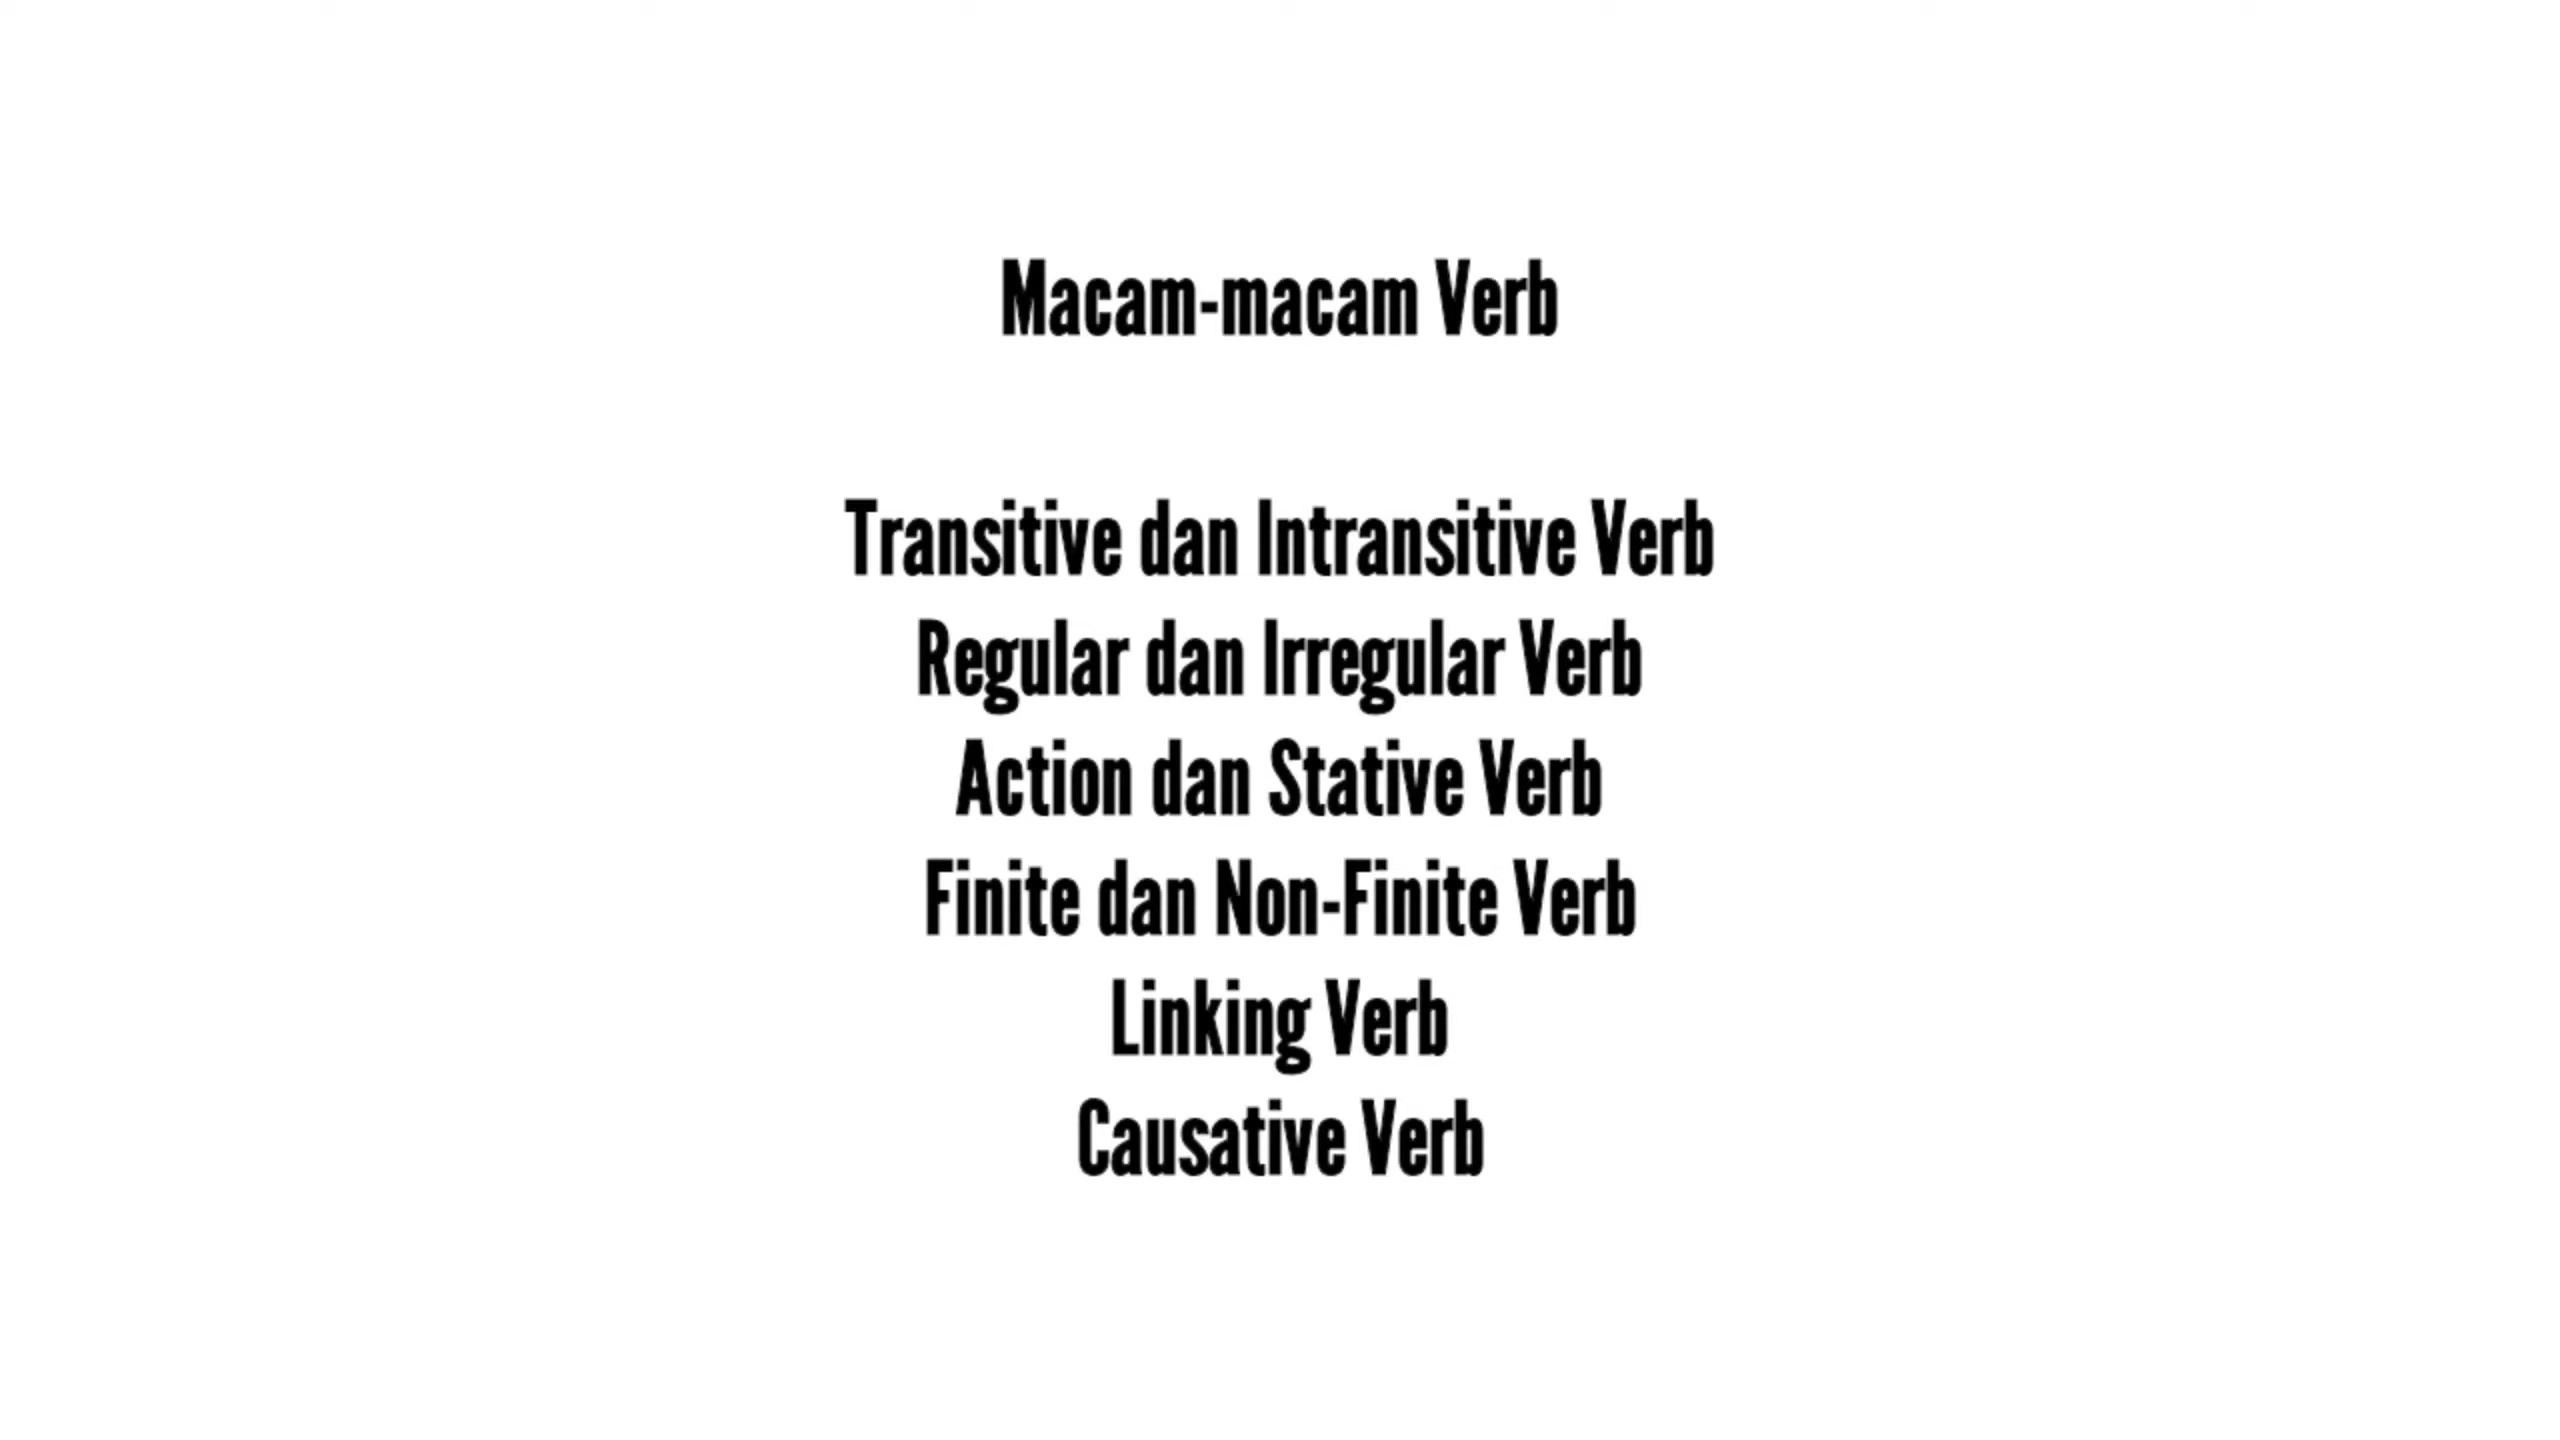 Macam-macam Verb
Transitive dan Intransitive Verb
Regular dan Irregular Verb
Action dan Stative Verb
Finite dan Non-Finite Verb
Linking Verb
Causative Verb